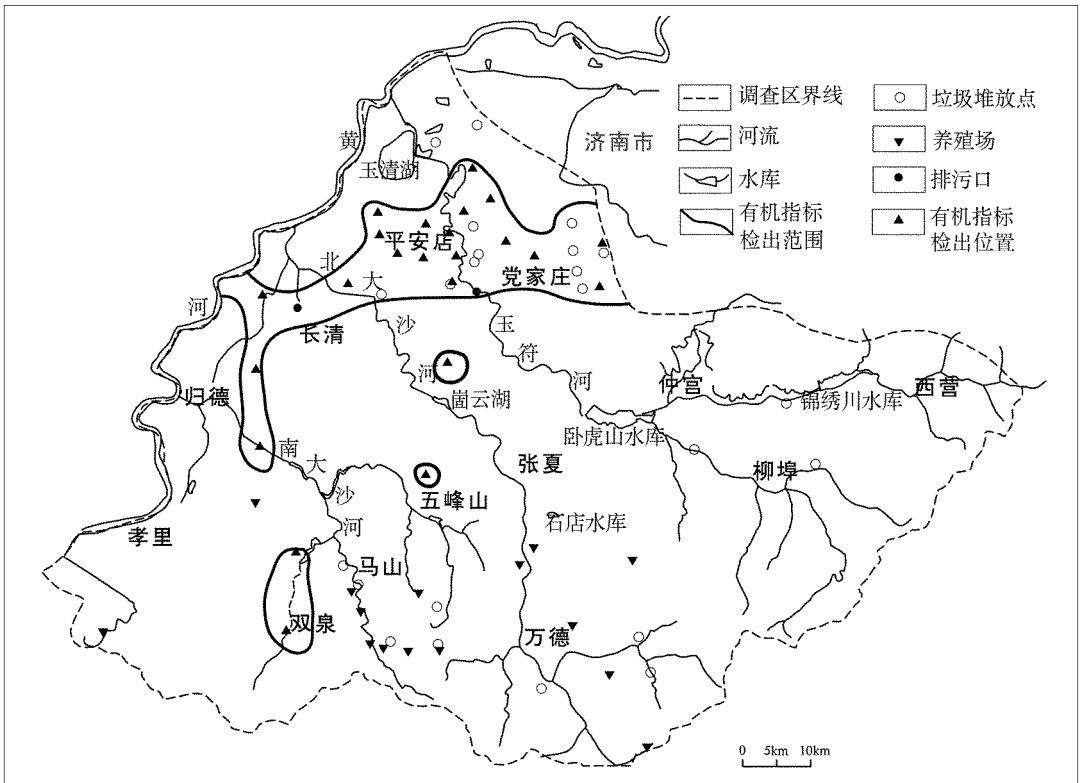 调查区界线
垃圾堆放点
河流
养殖场
水库
排污口
有机指标
检出范围
有机指标
检出位置
济南市
黄
玉清湖
平安店
北
大
党家庄
河
沙
长清
玉
符
河
河
崮云湖
归德
仲宫
西营
锦绣川水库
卧虎山水库
南
大
张夏
柳埠
沙
五峰山
石店水库
河
孝里
马山
双泉
万德
0 5km 10km